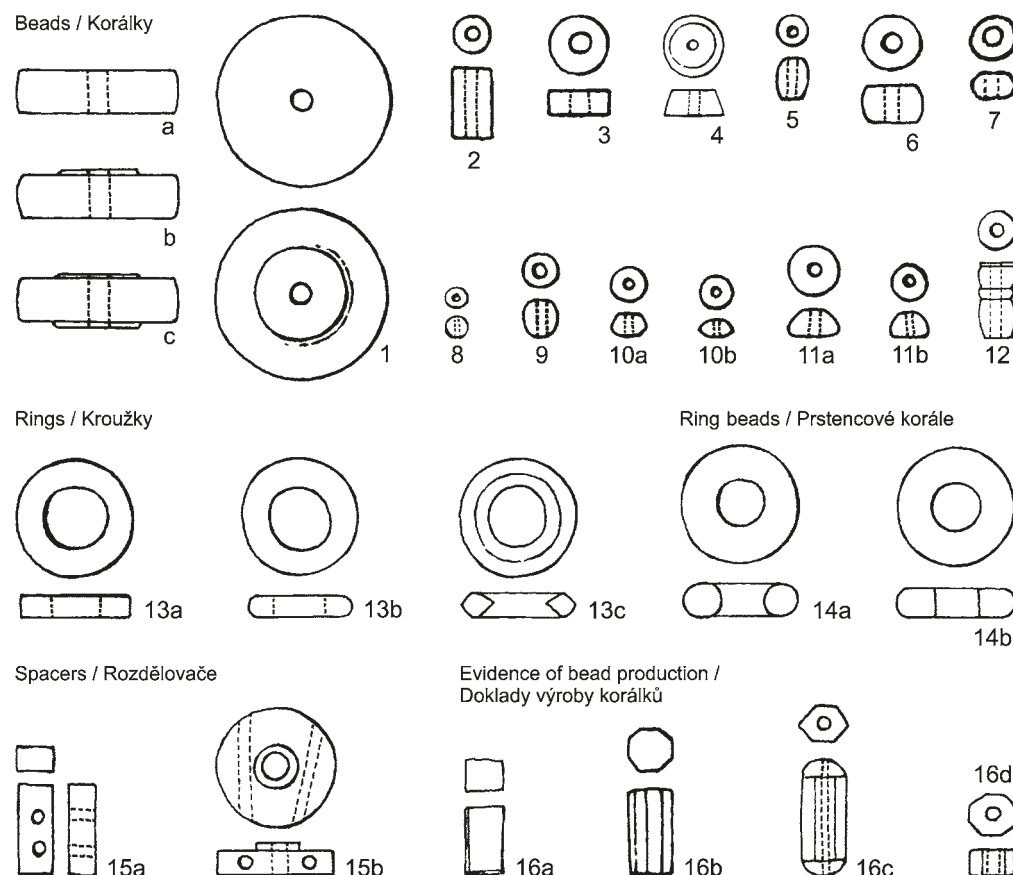 Beads / Korálky
a
b
c
1
2
3
4
5
6
7
8
9
10a
10b
11a
11b
12
Rings / Kroužky
Ring beads / Prstencové korále
13a
13b
13c
14a
14b
Spacers / Rozdělovače
Evidence of bead production /
Doklady výroby korálků
15a
15b
16a
16b
16c
16d